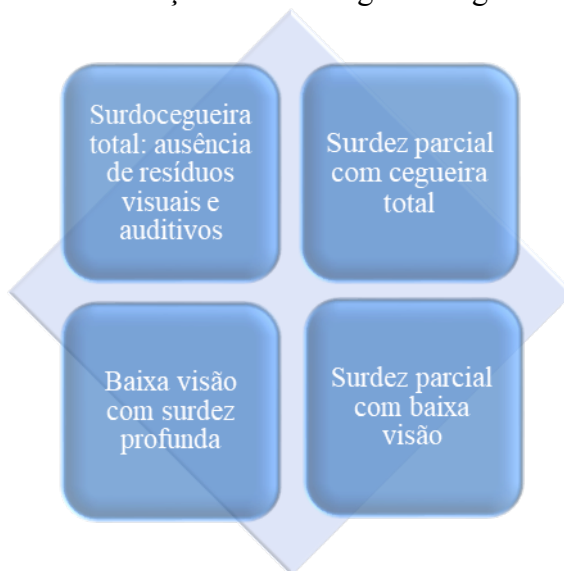 Surdocegueira
total: ausência
de resíduos
visuais e
auditivos
Surdez parcial
com cegueira
total
Baixa visão
com surdez
profunda
Surdez parcial
com baixa
visão